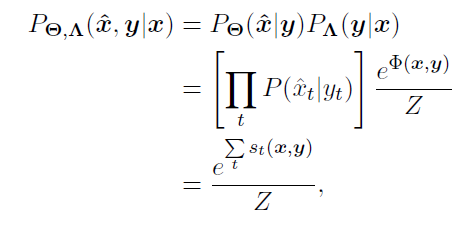 P_{Θ,Λ}(x̂, y|x) = P_Θ(x̂|y)P_Λ(y|x)
= [∏_t P(x̂_t|y_t)] e^{Φ(x,y)} / Z
= e^{∑_t s_t(x,y)} / Z,